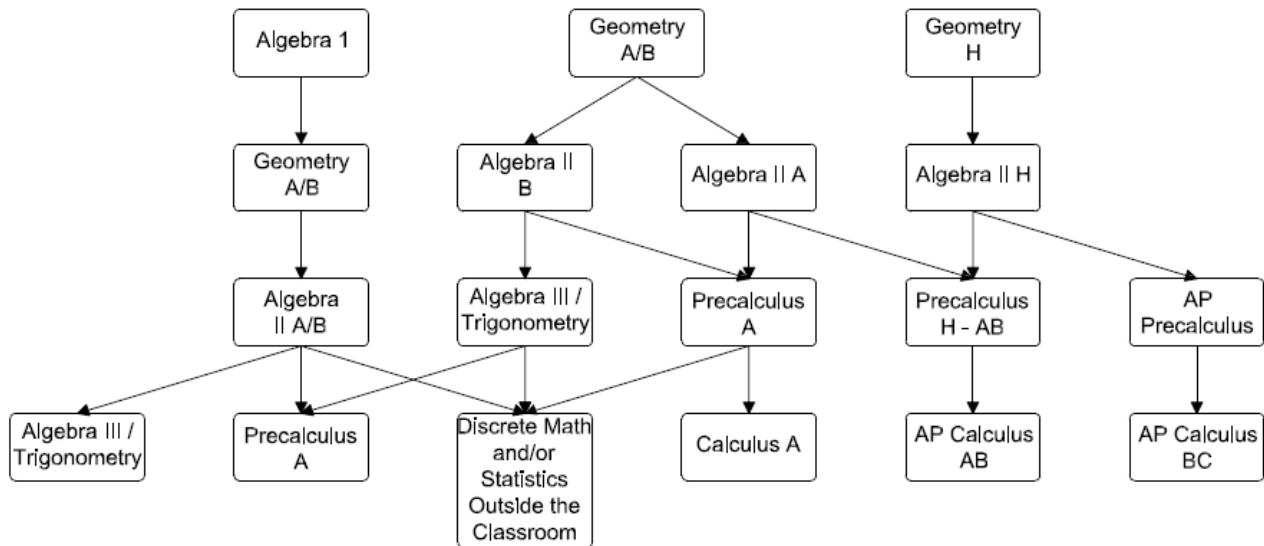 Algebra 1
Geometry
A/B
Geometry
H
Geometry
A/B
Algebra II
B
Algebra II A
Algebra II H
Algebra
II A/B
Algebra III /
Trigonometry
Precalculus
A
Precalculus
H - AB
AP
Precalculus
Algebra III /
Trigonometry
Precalculus
A
Discrete Math
and/or
Statistics
Outside the
Classroom
Calculus A
AP Calculus
AB
AP Calculus
BC